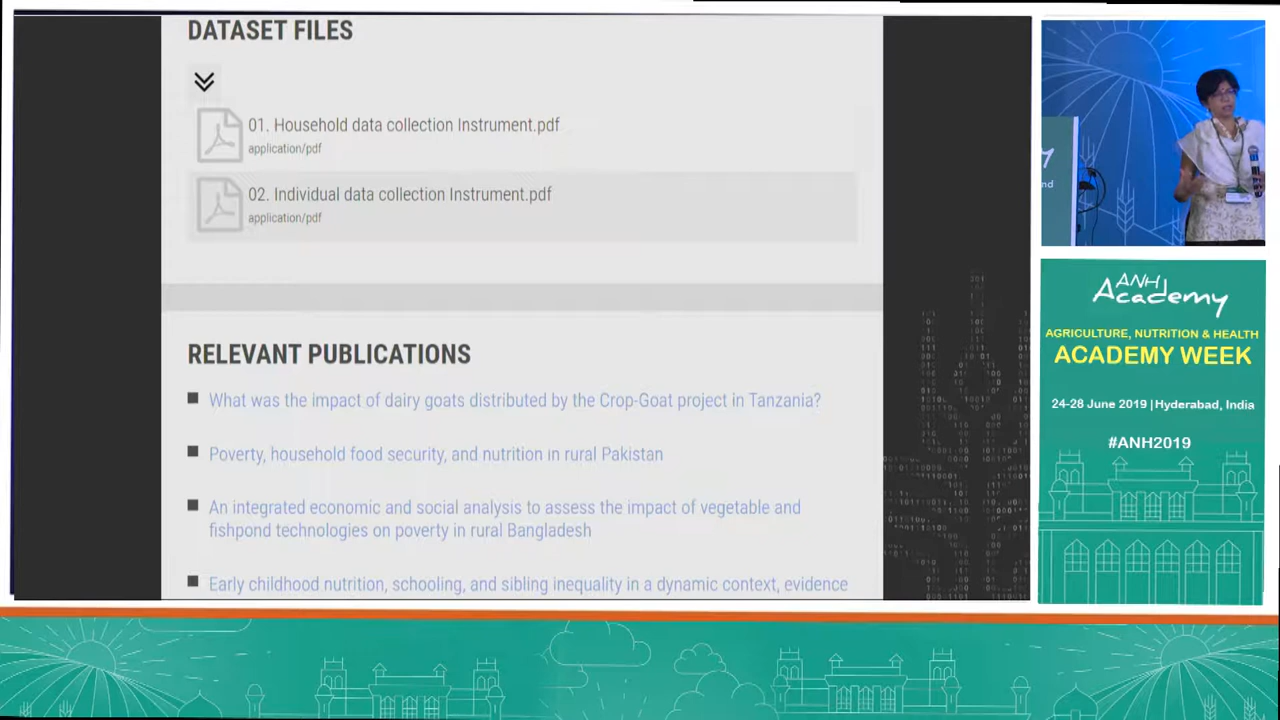 DATASET FILES
01. Household data collection Instrument.pdf
application/pdf
02. Individual data collection Instrument.pdf
application/pdf
RELEVANT PUBLICATIONS
What was the impact of dairy goats distributed by the Crop-Goat project in Tanzania?
Poverty, household food security, and nutrition in rural Pakistan
An integrated economic and social analysis to assess the impact of vegetable and
fishpond technologies on poverty in rural Bangladesh
Early childhood nutrition, schooling, and sibling inequality in a dynamic context, evidence
nd
ANH
Academy
AGRICULTURE, NUTRITION & HEALTH
ACADEMY WEEK
24-28 June 2019 | Hyderabad, India
#ANH2019